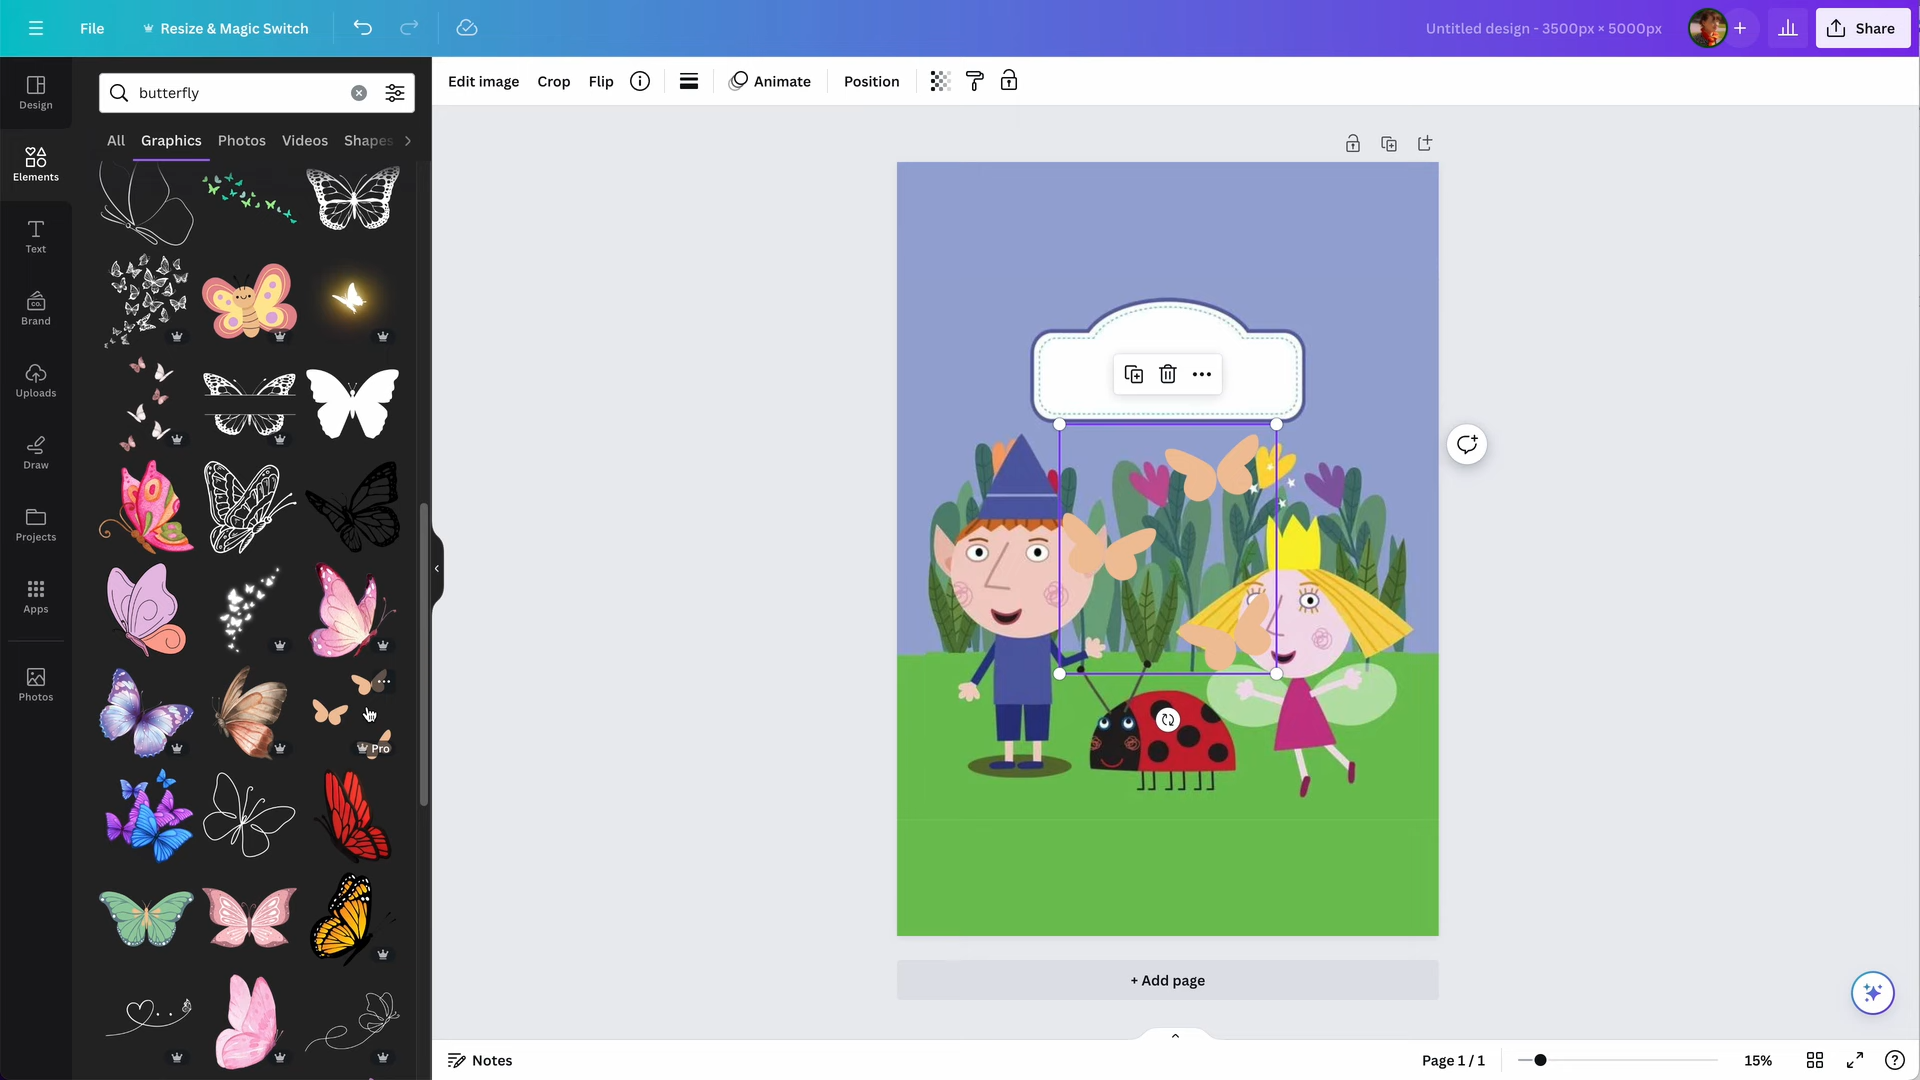 File
Resize & Magic Switch
Untitled design - 3500px × 5000px
Share
Design
Elements
Text
Brand
CO.
Uploads
Draw
Projects
Apps
Photos
butterfly
All Graphics Photos Videos Shapes
Pro
Edit image Crop Flip Animate Position
+ Add page
Notes
Page 1 / 1
15%